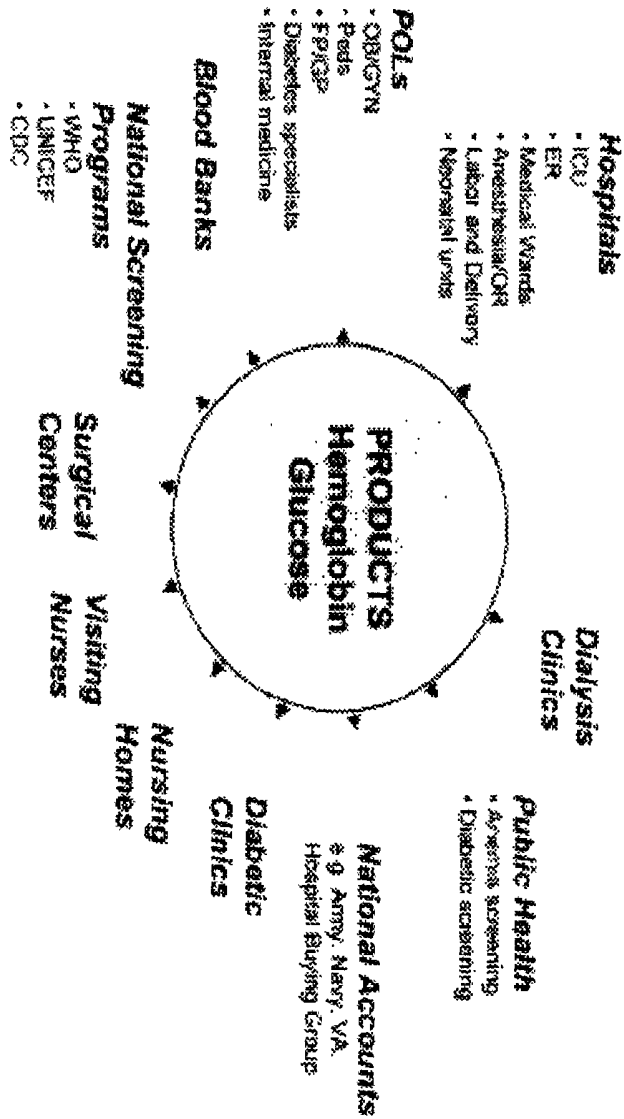 Hospitals
• ICU
• ER
• Medical Wards
• Anesthesia/OR
• Labor and Delivery
• Neonatal units
POLs
• OB/GYN
• Peds
• FP/GP
• Diabetes specialists
• Internal medicine
Blood Banks
National Screening
Programs
• WHO
• UNICEF
• CDC
PRODUCTS
Hemoglobin
Glucose
Surgical
Centers
Visiting
Nurses
Nursing
Homes
Diabetic
Clinics
National Accounts
e.g. Army, Navy, VA,
Hospital Buying Group
Public Health
• Anemia screening
• Diabetic screening
Dialysis
Clinics